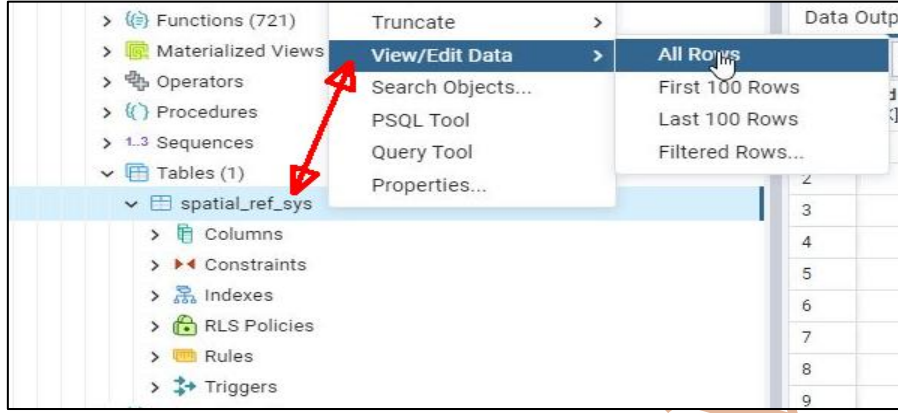 Functions (721)
Materialized Views
Operators
Procedures
1..3 Sequences
Tables (1)
spatial_ref_sys
Columns
Constraints
Indexes
RLS Policies
Rules
Triggers
Truncate
View/Edit Data
Search Objects...
PSQL Tool
Query Tool
Properties...
All Rows
First 100 Rows
Last 100 Rows
Filtered Rows...
Data Outp
2
3
4
5
6
7
8
9